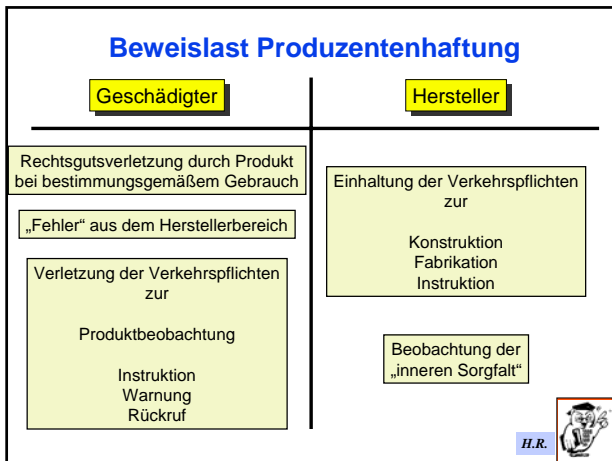 Beweislast Produzentenhaftung
Geschädigter
Rechtsgutsverletzung durch Produkt
bei bestimmungsgemäßem Gebrauch
„Fehler“ aus dem Herstellerbereich
Verletzung der Verkehrspflichten
zur
Produktbeobachtung
Instruktion
Warnung
Rückruf
Hersteller
Einhaltung der Verkehrspflichten
zur
Konstruktion
Fabrikation
Instruktion
Beobachtung der
„inneren Sorgfalt“
H.R.